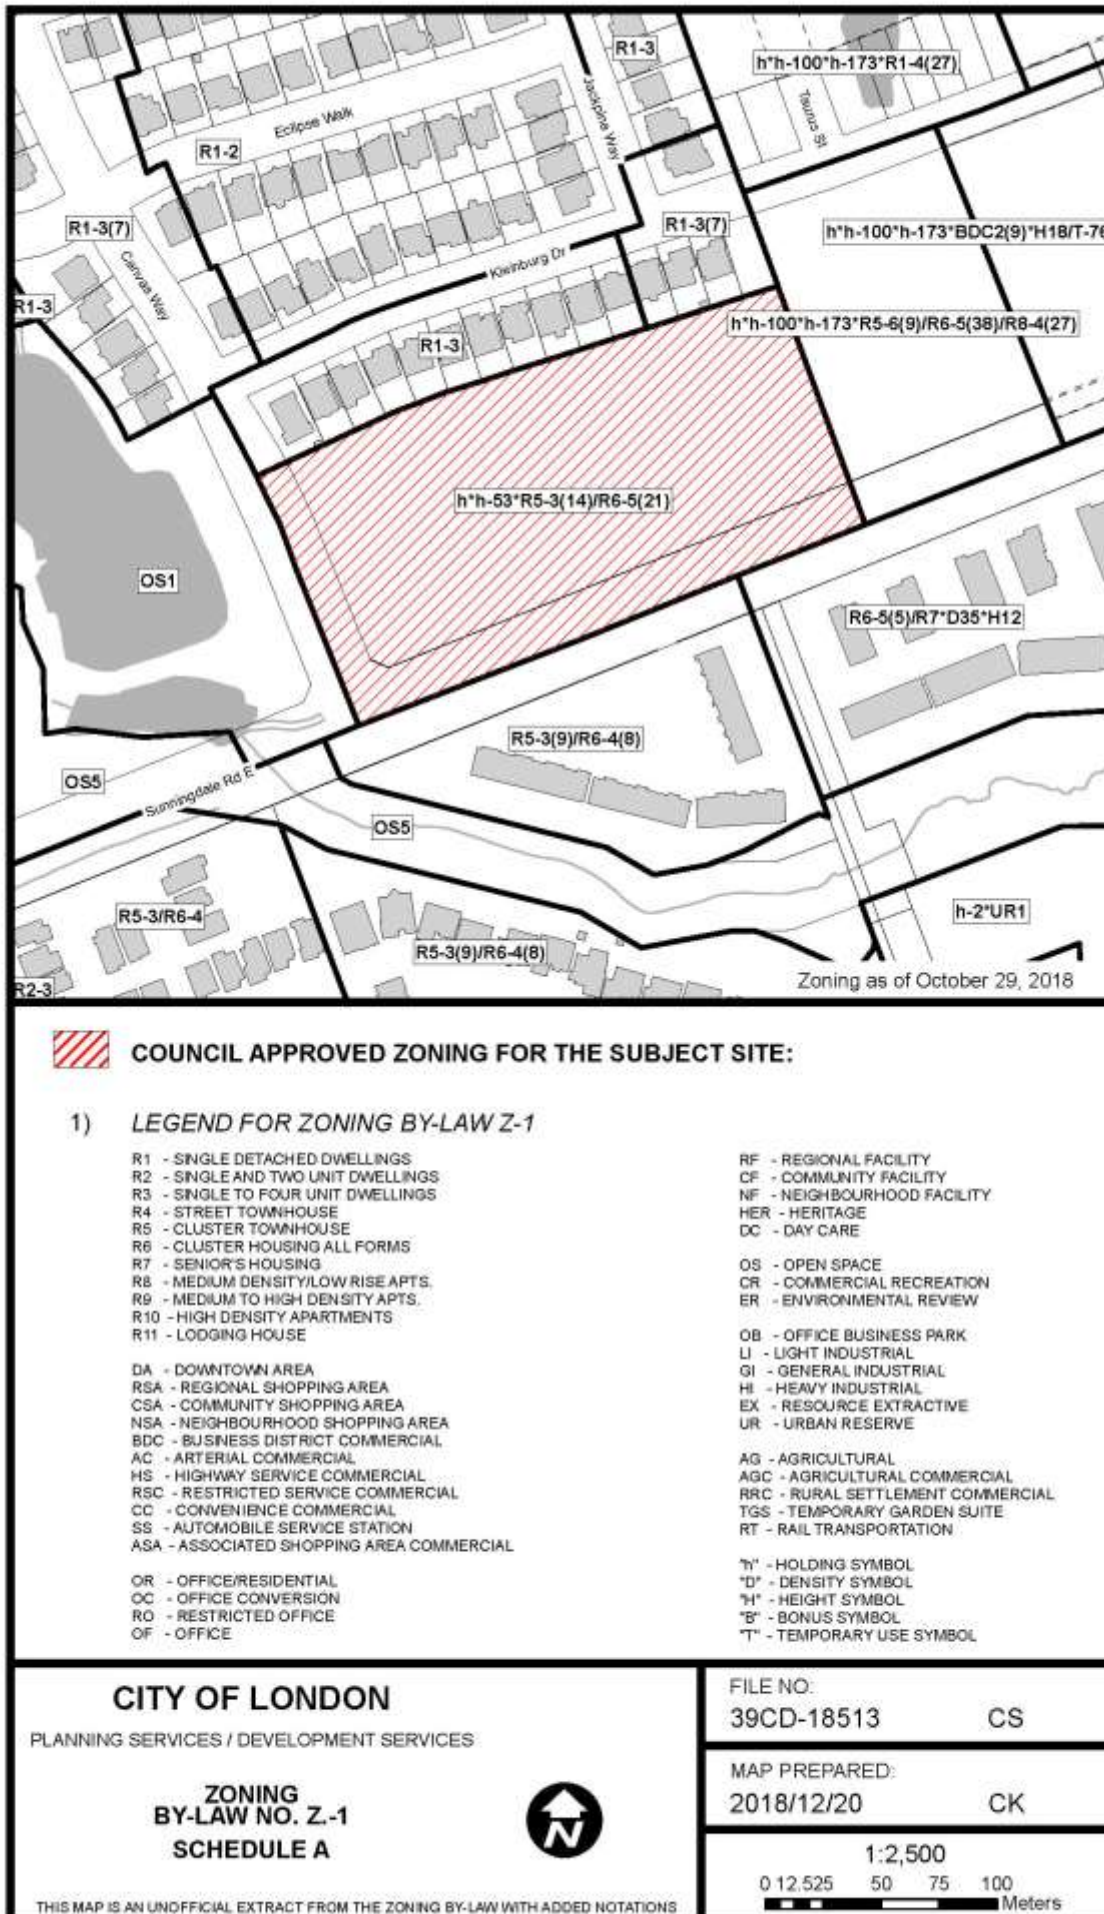 R1-3
h*h-100*h-173*R1-4(27)
Jackpine Way
Taurus St
Eclipse Walk
R1-2
R1-3(7)
R1-3(7)
h*h-100*h-173*BDC2(9)*H18/T-76
Canvas Way
Kleinburg Dr
R1-3
h*h-100*h-173*R5-6(9)/R6-5(38)/R8-4(27)
R1-3
h*h-53*R5-3(14)/R6-5(21)
OS1
R6-5(5)/R7*D35*H12
R5-3(9)/R6-4(8)
OS5
Sunningdale Rd E
OS5
R5-3/R6-4
h-2*UR1
R5-3(9)/R6-4(8)
R2-3
Zoning as of October 29, 2018
COUNCIL APPROVED ZONING FOR THE SUBJECT SITE:
1) LEGEND FOR ZONING BY-LAW Z-1
R1 - SINGLE DETACHED DWELLINGS
R2 - SINGLE AND TWO UNIT DWELLINGS
R3 - SINGLE TO FOUR UNIT DWELLINGS
R4 - STREET TOWNHOUSE
R5 - CLUSTER TOWNHOUSE
R6 - CLUSTER HOUSING ALL FORMS
R7 - SENIOR'S HOUSING
R8 - MEDIUM DENSITY/LOW RISE APTS.
R9 - MEDIUM TO HIGH DENSITY APTS.
R10 - HIGH DENSITY APARTMENTS
R11 - LODGING HOUSE
DA - DOWNTOWN AREA
RSA - REGIONAL SHOPPING AREA
CSA - COMMUNITY SHOPPING AREA
NSA - NEIGHBOURHOOD SHOPPING AREA
BDC - BUSINESS DISTRICT COMMERCIAL
AC - ARTERIAL COMMERCIAL
HS - HIGHWAY SERVICE COMMERCIAL
RSC - RESTRICTED SERVICE COMMERCIAL
CC - CONVENIENCE COMMERCIAL
SS - AUTOMOBILE SERVICE STATION
ASA - ASSOCIATED SHOPPING AREA COMMERCIAL
OR - OFFICE/RESIDENTIAL
OC - OFFICE CONVERSION
RO - RESTRICTED OFFICE
OF - OFFICE
RF - REGIONAL FACILITY
CF - COMMUNITY FACILITY
NF - NEIGHBOURHOOD FACILITY
HER - HERITAGE
DC - DAY CARE
OS - OPEN SPACE
CR - COMMERCIAL RECREATION
ER - ENVIRONMENTAL REVIEW
OB - OFFICE BUSINESS PARK
LI - LIGHT INDUSTRIAL
GI - GENERAL INDUSTRIAL
HI - HEAVY INDUSTRIAL
EX - RESOURCE EXTRACTIVE
UR - URBAN RESERVE
AG - AGRICULTURAL
AGC - AGRICULTURAL COMMERCIAL
RRC - RURAL SETTLEMENT COMMERCIAL
TGS - TEMPORARY GARDEN SUITE
RT - RAIL TRANSPORTATION
"h" - HOLDING SYMBOL
"D" - DENSITY SYMBOL
"H" - HEIGHT SYMBOL
"B" - BONUS SYMBOL
"T" - TEMPORARY USE SYMBOL
CITY OF LONDON
PLANNING SERVICES / DEVELOPMENT SERVICES
ZONING
BY-LAW NO. Z.-1
SCHEDULE A
N
THIS MAP IS AN UNOFFICIAL EXTRACT FROM THE ZONING BY-LAW WITH ADDED NOTATIONS
FILE NO:
39CD-18513 CS
MAP PREPARED:
2018/12/20 CK
1:2,500
0 12.525 50 75 100
Meters